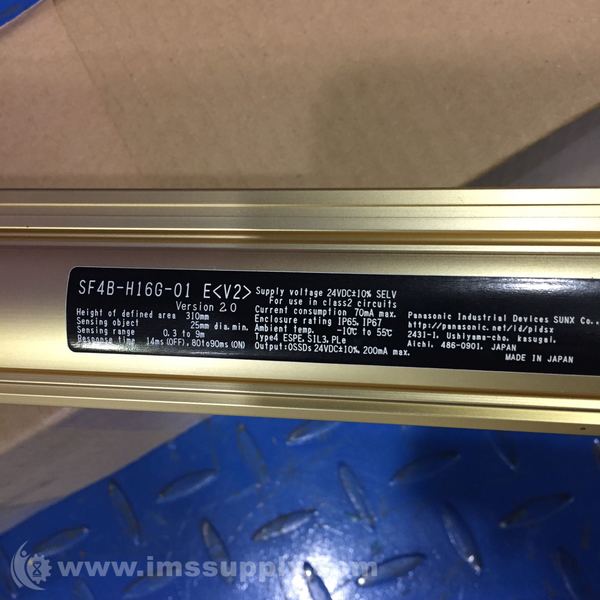 SF4B-H16G-01 E<V2>
Version 2.0
Height of defined area 310mm
Sensing object 25mm dia. min.
Sensing range 0.3 to 9m
Response time 14ms(OFF), 80to90ms(ON)
Supply voltage 24VDC±10% SELV
For use in class2 circuits
Current consumption 70mA max.
Enclosure rating IP65, IP67
Ambient temp. -10℃ to 55℃
Type4 ESPE, SIL3, PLe
Output:OSSDs 24VDC±10%, 200mA max.
Panasonic Industrial Devices SUNX Co.,
http://panasonic.net/id/pidsx
2431-1, Ushiyama-cho, kasugai,
Aichi, 486-0901, JAPAN
MADE IN JAPAN
www.imssupply.com